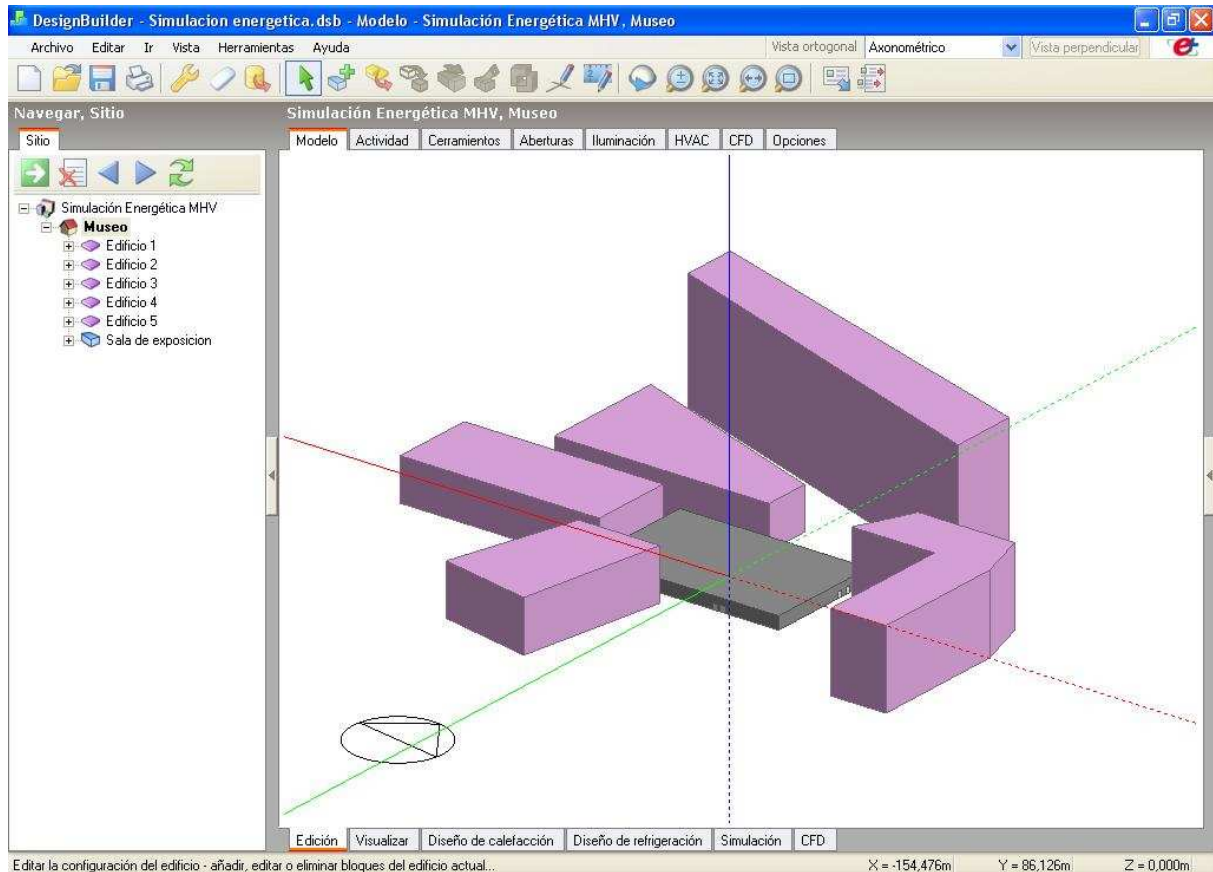 DesignBuilder - Simulacion energetica.dsb - Modelo - Simulación Energética MHV, Museo
Archivo Editar Ir Vista Herramientas Ayuda Vista ortogonal Axonométrico Vista perpendicular
Navegar, Sitio
Simulación Energética MHV, Museo
Sitio
Modelo Actividad Cerramientos Aberturas Iluminación HVAC CFD Opciones
Simulación Energética MHV
Museo
Edificio 1
Edificio 2
Edificio 3
Edificio 4
Edificio 5
Sala de exposicion
Edición Visualizar Diseño de calefacción Diseño de refrigeración Simulación CFD
Editar la configuración del edificio - añadir, editar o eliminar bloques del edificio actual... X = -154,476m Y = 86,126m Z = 0,000m